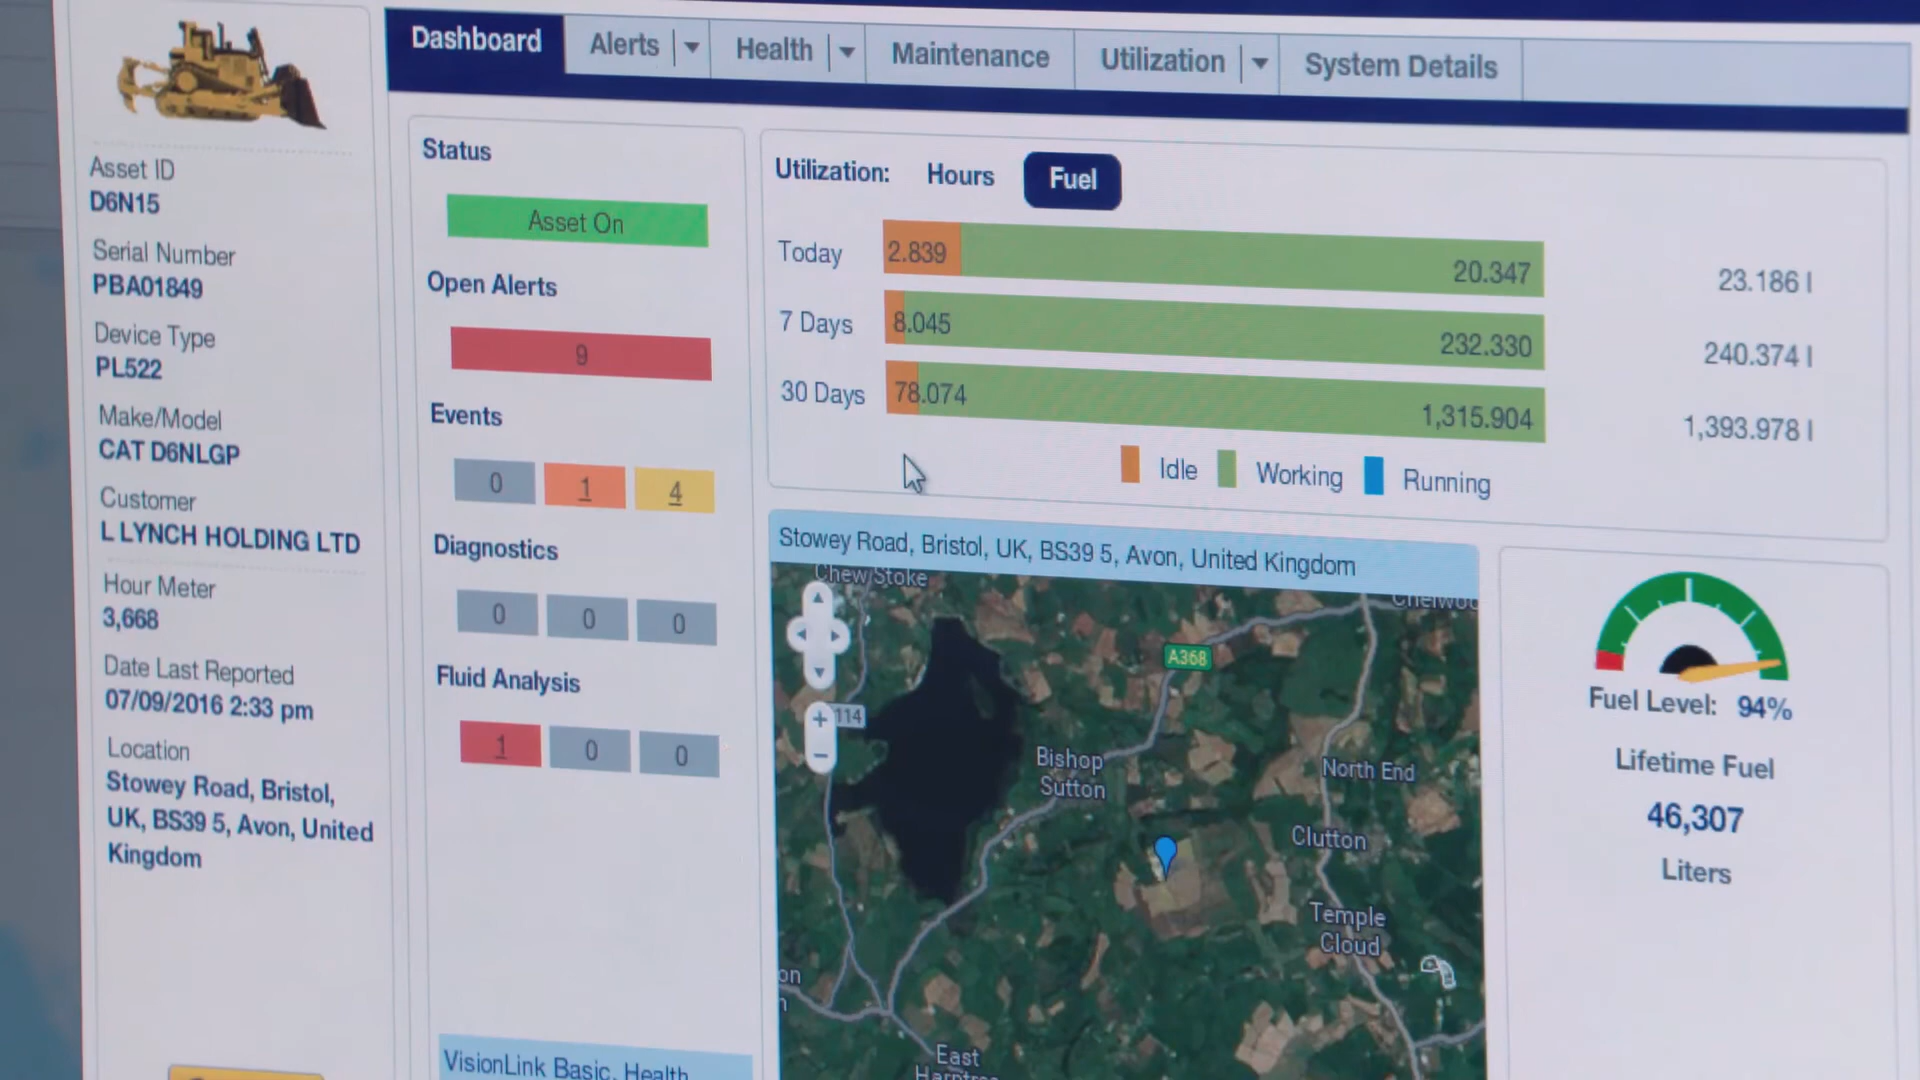 Dashboard
Alerts
Health
Maintenance
Utilization
System Details
Asset ID
D6N15
Serial Number
PBA01849
Device Type
PL522
Make/Model
CAT D6NLGP
Customer
L LYNCH HOLDING LTD
Hour Meter
3,668
Date Last Reported
07/09/2016 2:33 pm
Location
Stowey Road, Bristol,
UK, BS39 5, Avon, United
Kingdom
Status
Asset On
Open Alerts
9
Events
0 1 4
Diagnostics
0 0 0
Fluid Analysis
1 0 0
VisionLink Basic, Health
Utilization: Hours Fuel
Today 2.839 20.347 23.186 l
7 Days 8.045 232.330 240.374 l
30 Days 78.074 1,315.904 1,393.978 l
Idle Working Running
Stowey Road, Bristol, UK, BS39 5, Avon, United Kingdom
Chew Stoke
A368
114
Bishop
Sutton
North End
Clutton
Temple
Cloud
East
Fuel Level: 94%
Lifetime Fuel
46,307
Liters